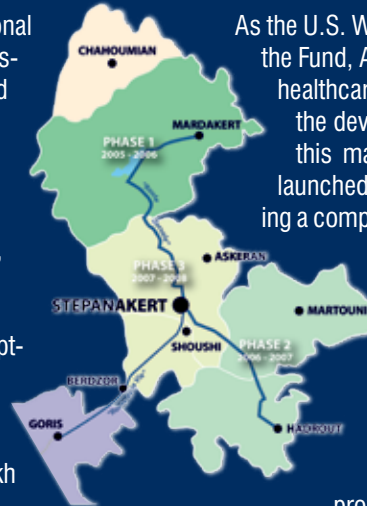 onal
s-
d
pt-
kh
As the U.S. W
the Fund, A
healthcar
the dev
this ma
launched
ing a comp
pro
CHAHOUMIAN
MARDAKERT
PHASE 1
2005 - 2006
PHASE 3
2007 - 2008
ASKERAN
STEPANAKERT
MARTOUNI
SHOUSHI
PHASE 2
2006 - 2007
BERDZOR
GORIS
HADROUT